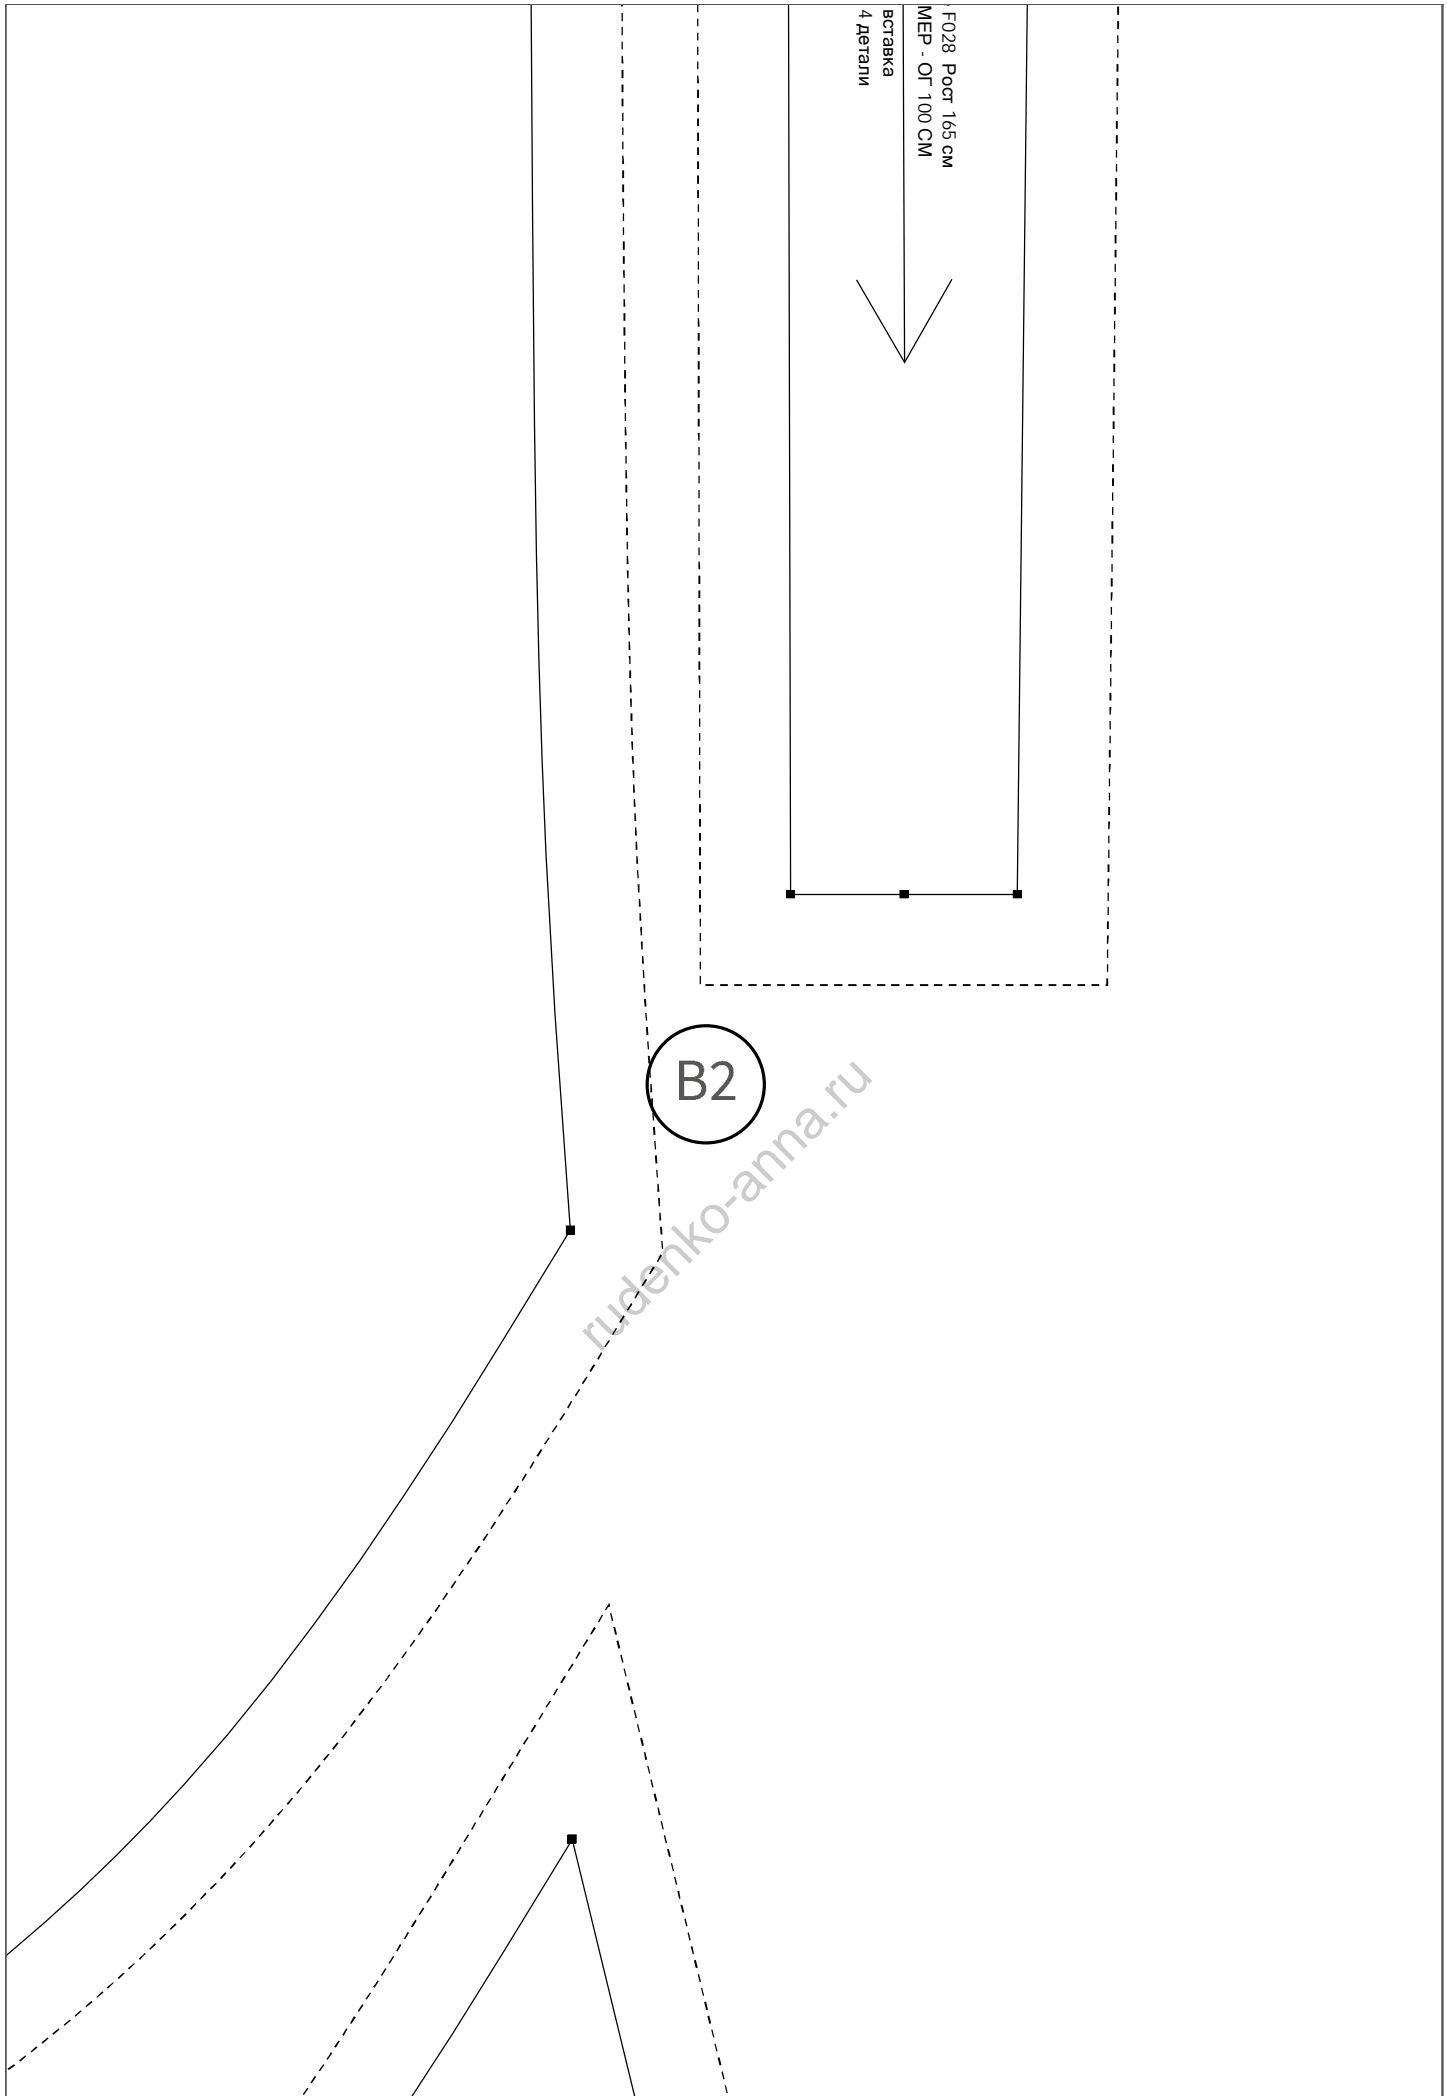 F028 Рост 165 см
МЕР - ОГ 100 СМ
вставка
4 детали
B2
rudenko-anna.ru